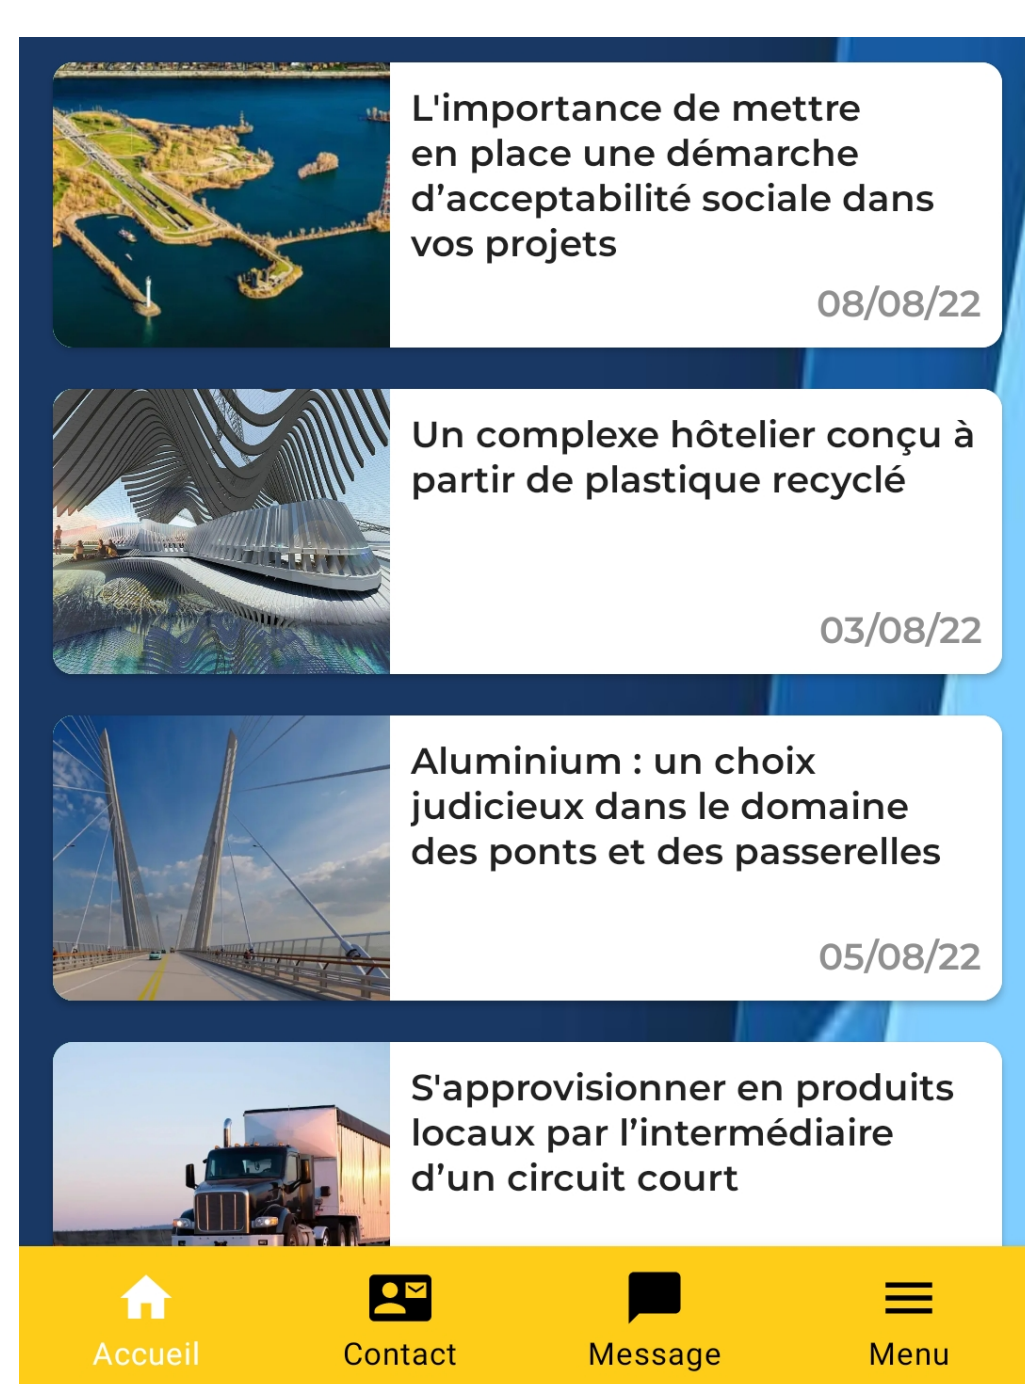 L'importance de mettre
en place une démarche
d’acceptabilité sociale dans
vos projets
08/08/22
Un complexe hôtelier conçu à
partir de plastique recyclé
03/08/22
Aluminium : un choix
judicieux dans le domaine
des ponts et des passerelles
05/08/22
S'approvisionner en produits
locaux par l’intermédiaire
d’un circuit court
Accueil Contact Message Menu